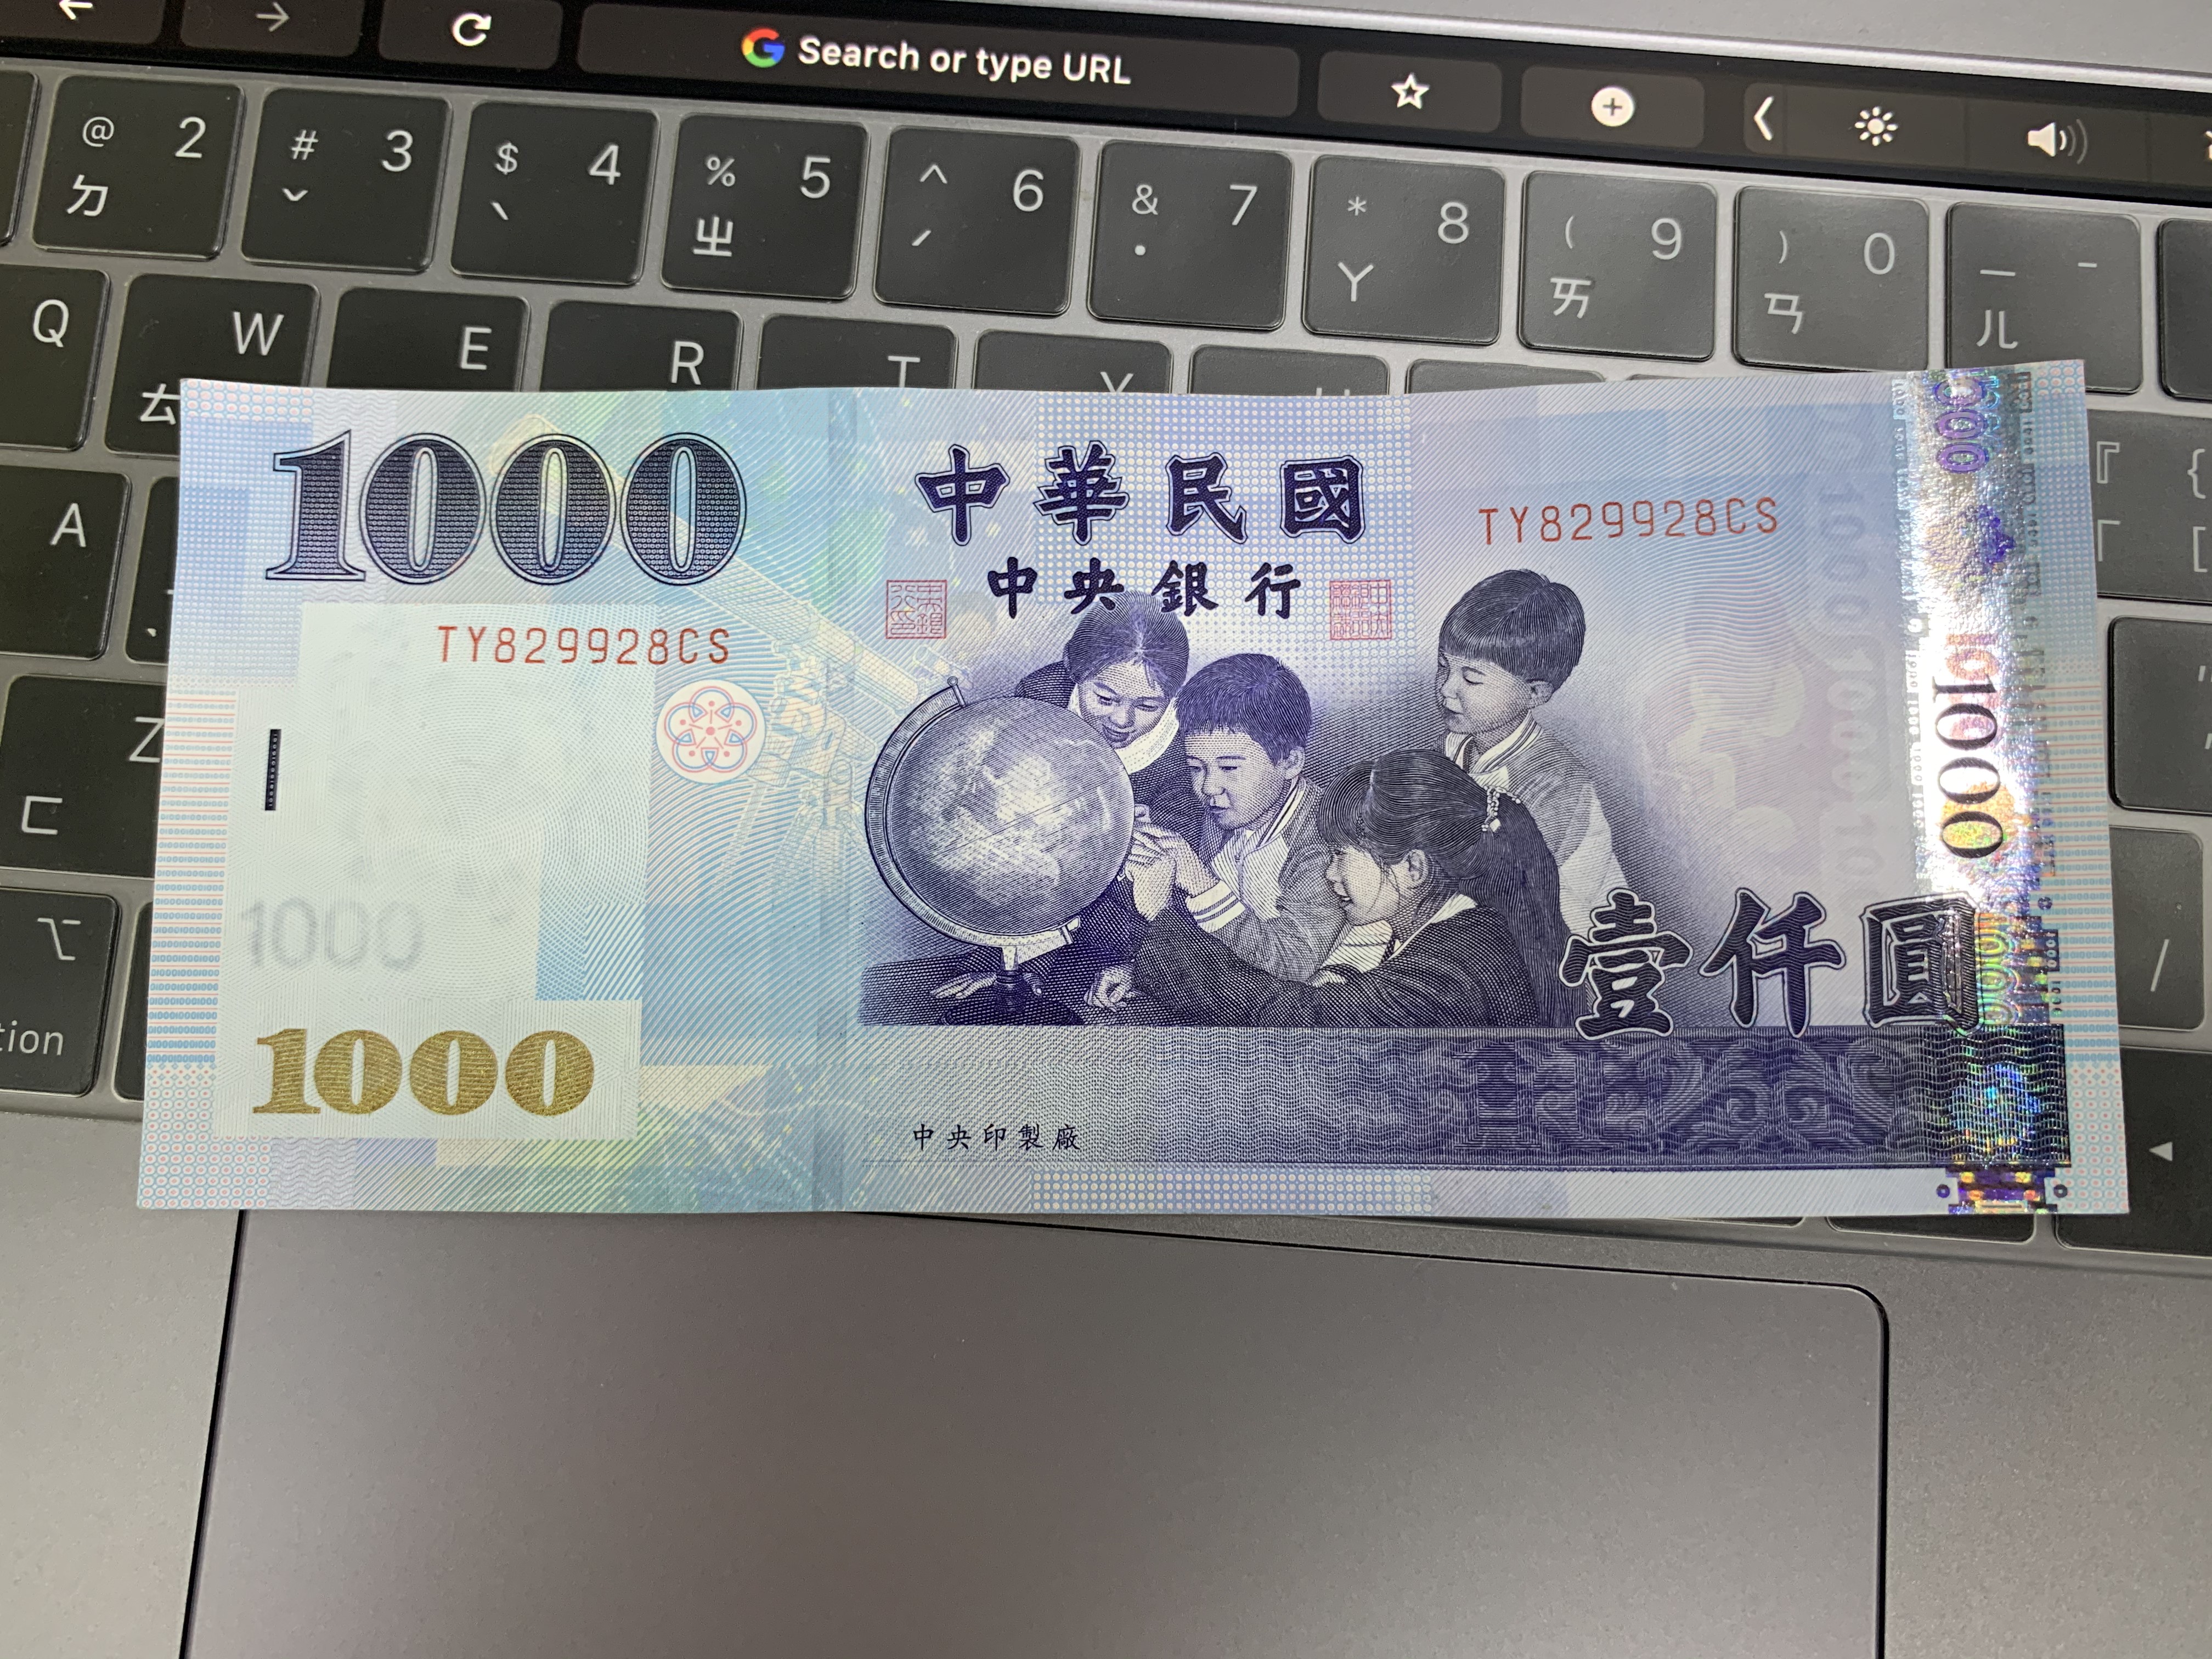 Search or type URL
@ 2 ㄉ
# 3 ˇ
$ 4 ˋ
% 5 ㄓ
^ 6 ˊ
& 7 ˙
* 8 ㄚ
( 9 ㄞ
) 0 ㄢ
— - ㄦ
Q
W ㄊ
E
R
T
Y
U
『 {
「 [
A
Z ㄈ
/
tion
1000
中華民國
中央銀行
TY829928CS
TY829928CS
1000
1000
1000
壹仟圓
中央印製廠